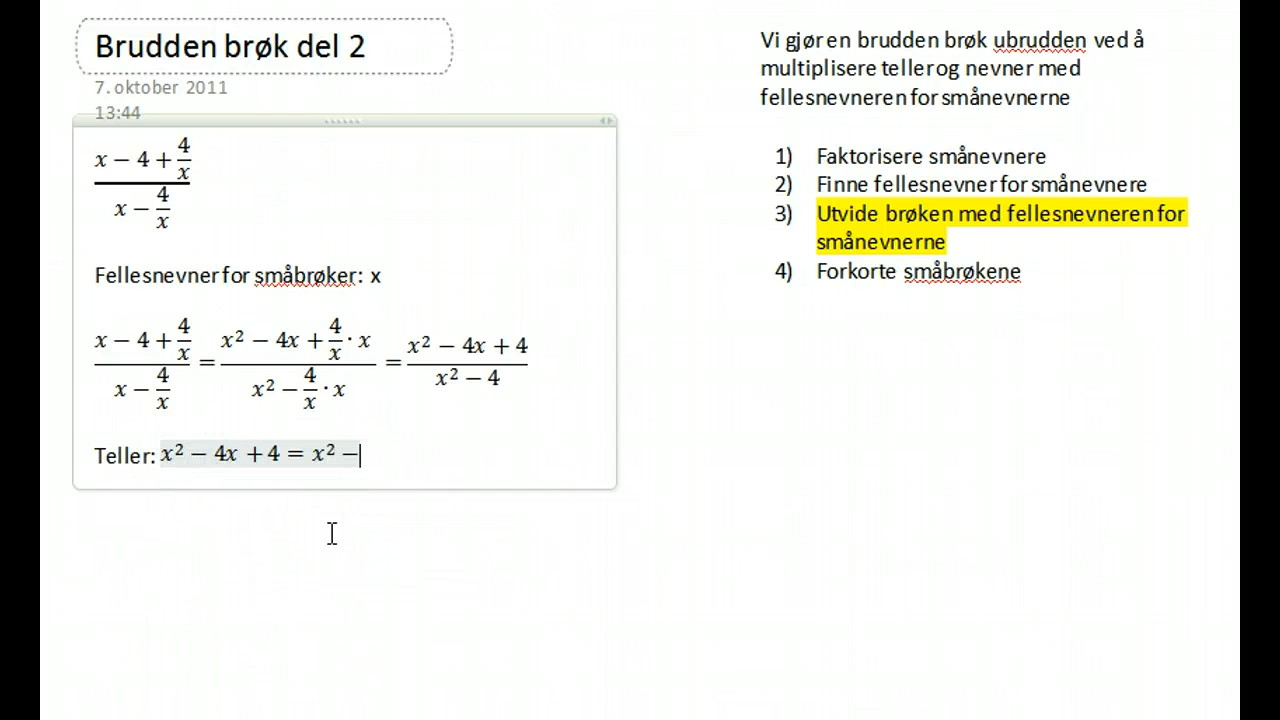 Brudden brøk del 2
7. oktober 2011
13:44
(x − 4 + 4/x)/(x − 4/x)
Fellesnevner for småbrøker: x
(x − 4 + 4/x)/(x − 4/x) = (x² − 4x + 4/x · x)/(x² − 4/x · x) = (x² − 4x + 4)/(x² − 4)
Teller: x² − 4x + 4 = x² −
Vi gjør en brudden brøk ubrudden ved å
multiplisere teller og nevner med
fellesnevneren for smånevnerne
1) Faktorisere smånevnere
2) Finne fellesnevner for smånevnere
3) Utvide brøken med fellesnevneren for
smånevnerne
4) Forkorte småbrøkene